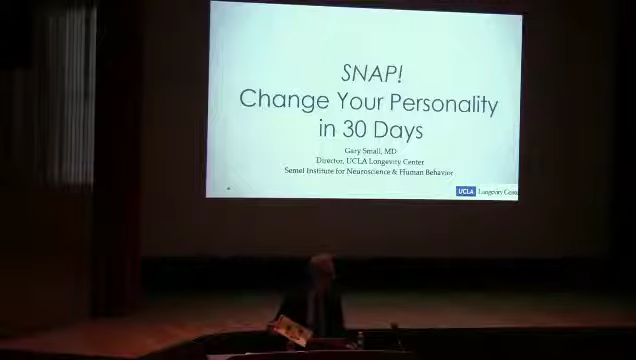 SNAP!
Change Your Personality
in 30 Days
Gary Small, MD
Director, UCLA Longevity Center
Semel Institute for Neuroscience & Human Behavior
UCLA Longevity Center